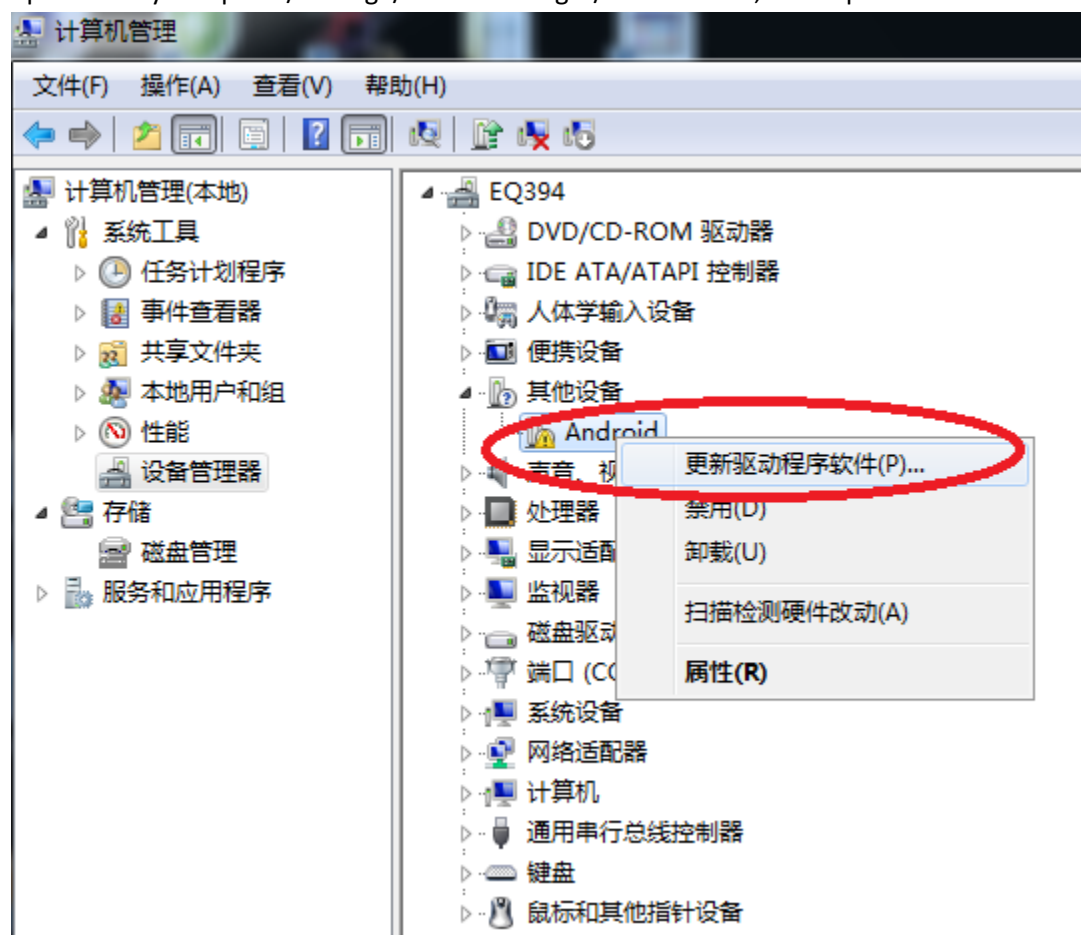 计算机管理
文件(F) 操作(A) 查看(V) 帮助(H)
计算机管理(本地)
系统工具
任务计划程序
事件查看器
共享文件夹
本地用户和组
性能
设备管理器
存储
磁盘管理
服务和应用程序
EQ394
DVD/CD-ROM 驱动器
IDE ATA/ATAPI 控制器
人体学输入设备
便携设备
其他设备
Android
声音、视
处理器
显示适配
监视器
磁盘驱动
端口 (CO
系统设备
网络适配器
计算机
通用串行总线控制器
键盘
鼠标和其他指针设备
更新驱动程序软件(P)...
禁用(D)
卸载(U)
扫描检测硬件改动(A)
属性(R)